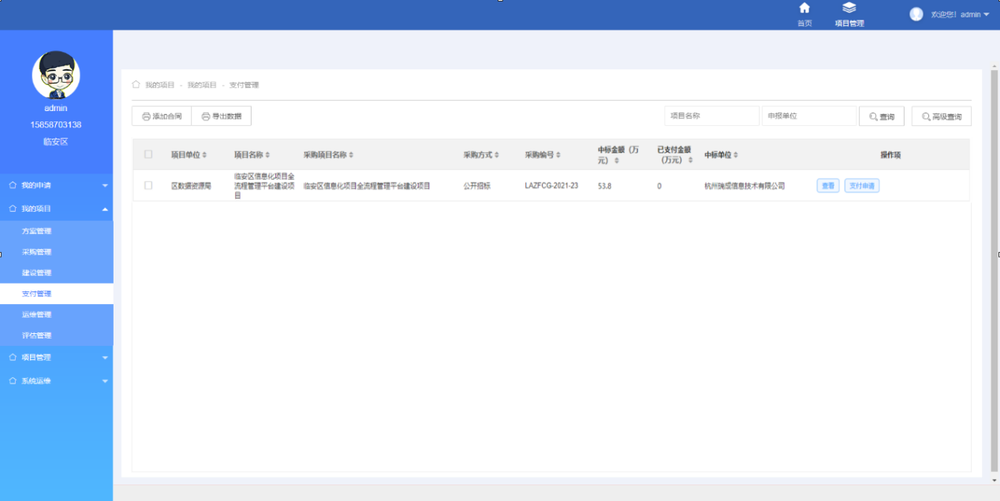 首页
项目管理
欢迎您! admin
admin
15858703138
临安区
我的申请
我的项目
方案管理
采购管理
建设管理
支付管理
运维管理
评估管理
项目管理
系统运维
我的项目 - 我的项目 - 支付管理
添加合同 导出数据 项目名称 申报单位 查询 高级查询
项目单位 项目名称 采购项目名称 采购方式 采购编号 中标金额（万 已支付金额 中标单位 操作项
元） （万元）
临安区信息化项目全
区数据资源局 流程管理平台建设项 临安区信息化项目全流程管理平台建设项目 公开招标 LAZFCG-2021-23 53.8 0 杭州瑰成信息技术有限公司 查看 支付申请
目